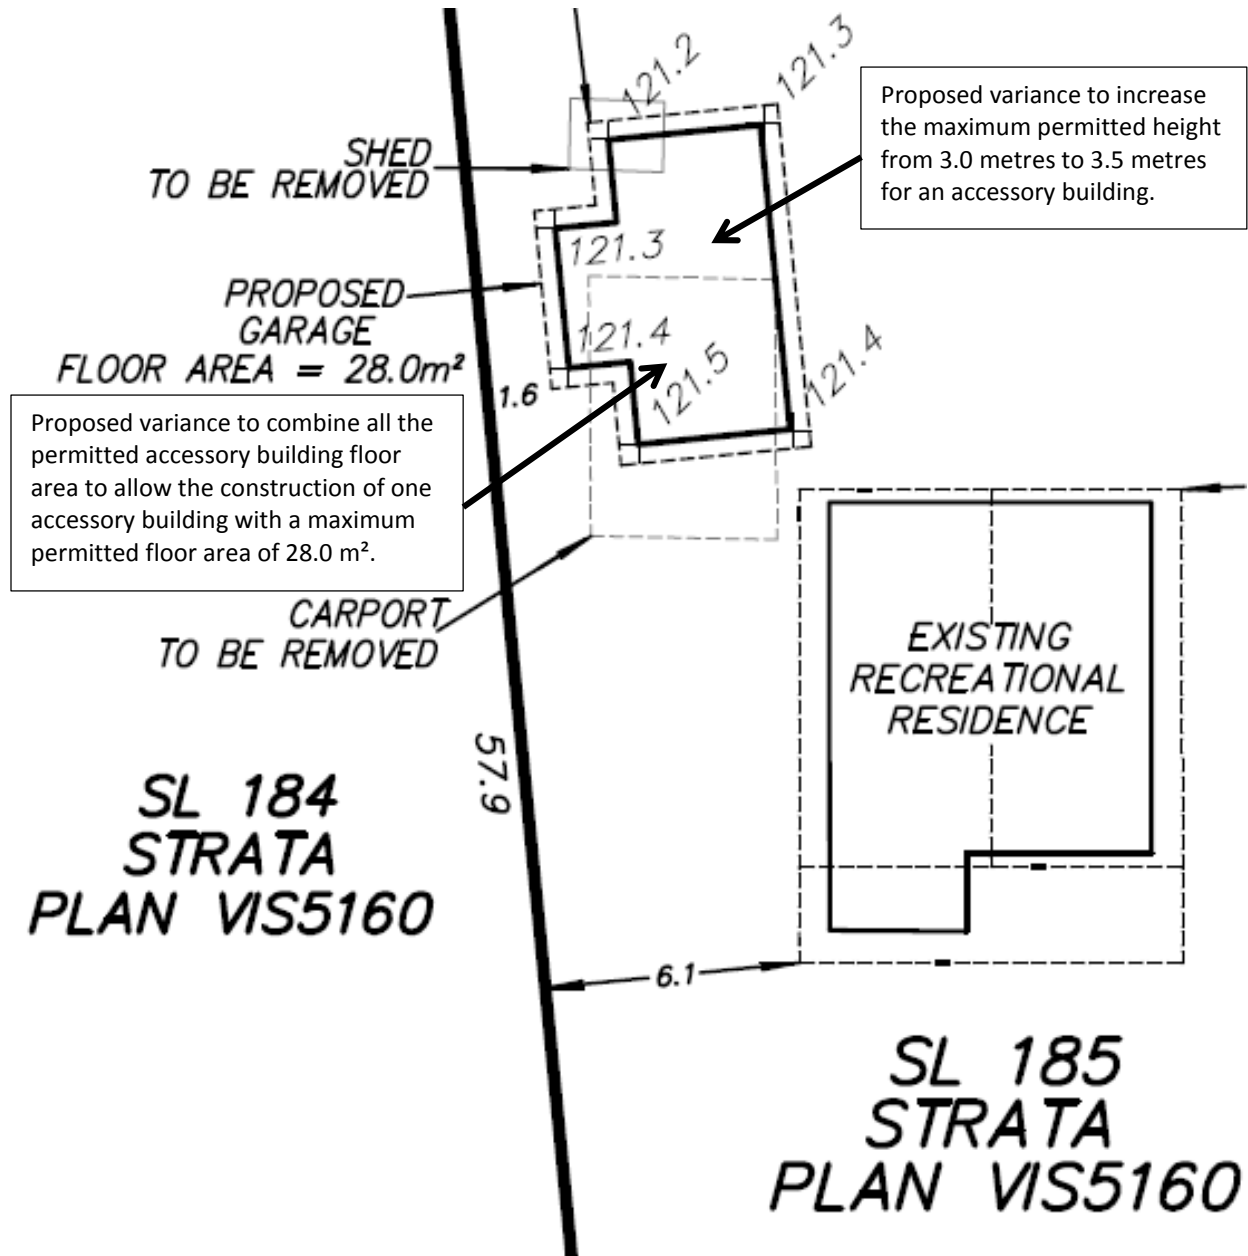 121.2
121.3
Proposed variance to increase
the maximum permitted height
from 3.0 metres to 3.5 metres
for an accessory building.
SHED
TO BE REMOVED
121.3
PROPOSED
GARAGE
FLOOR AREA = 28.0m²
121.4
121.5
121.4
1.6
Proposed variance to combine all the
permitted accessory building floor
area to allow the construction of one
accessory building with a maximum
permitted floor area of 28.0 m².
CARPORT
TO BE REMOVED
EXISTING
RECREATIONAL
RESIDENCE
57.9
SL 184
STRATA
PLAN VIS5160
6.1
SL 185
STRATA
PLAN VIS5160